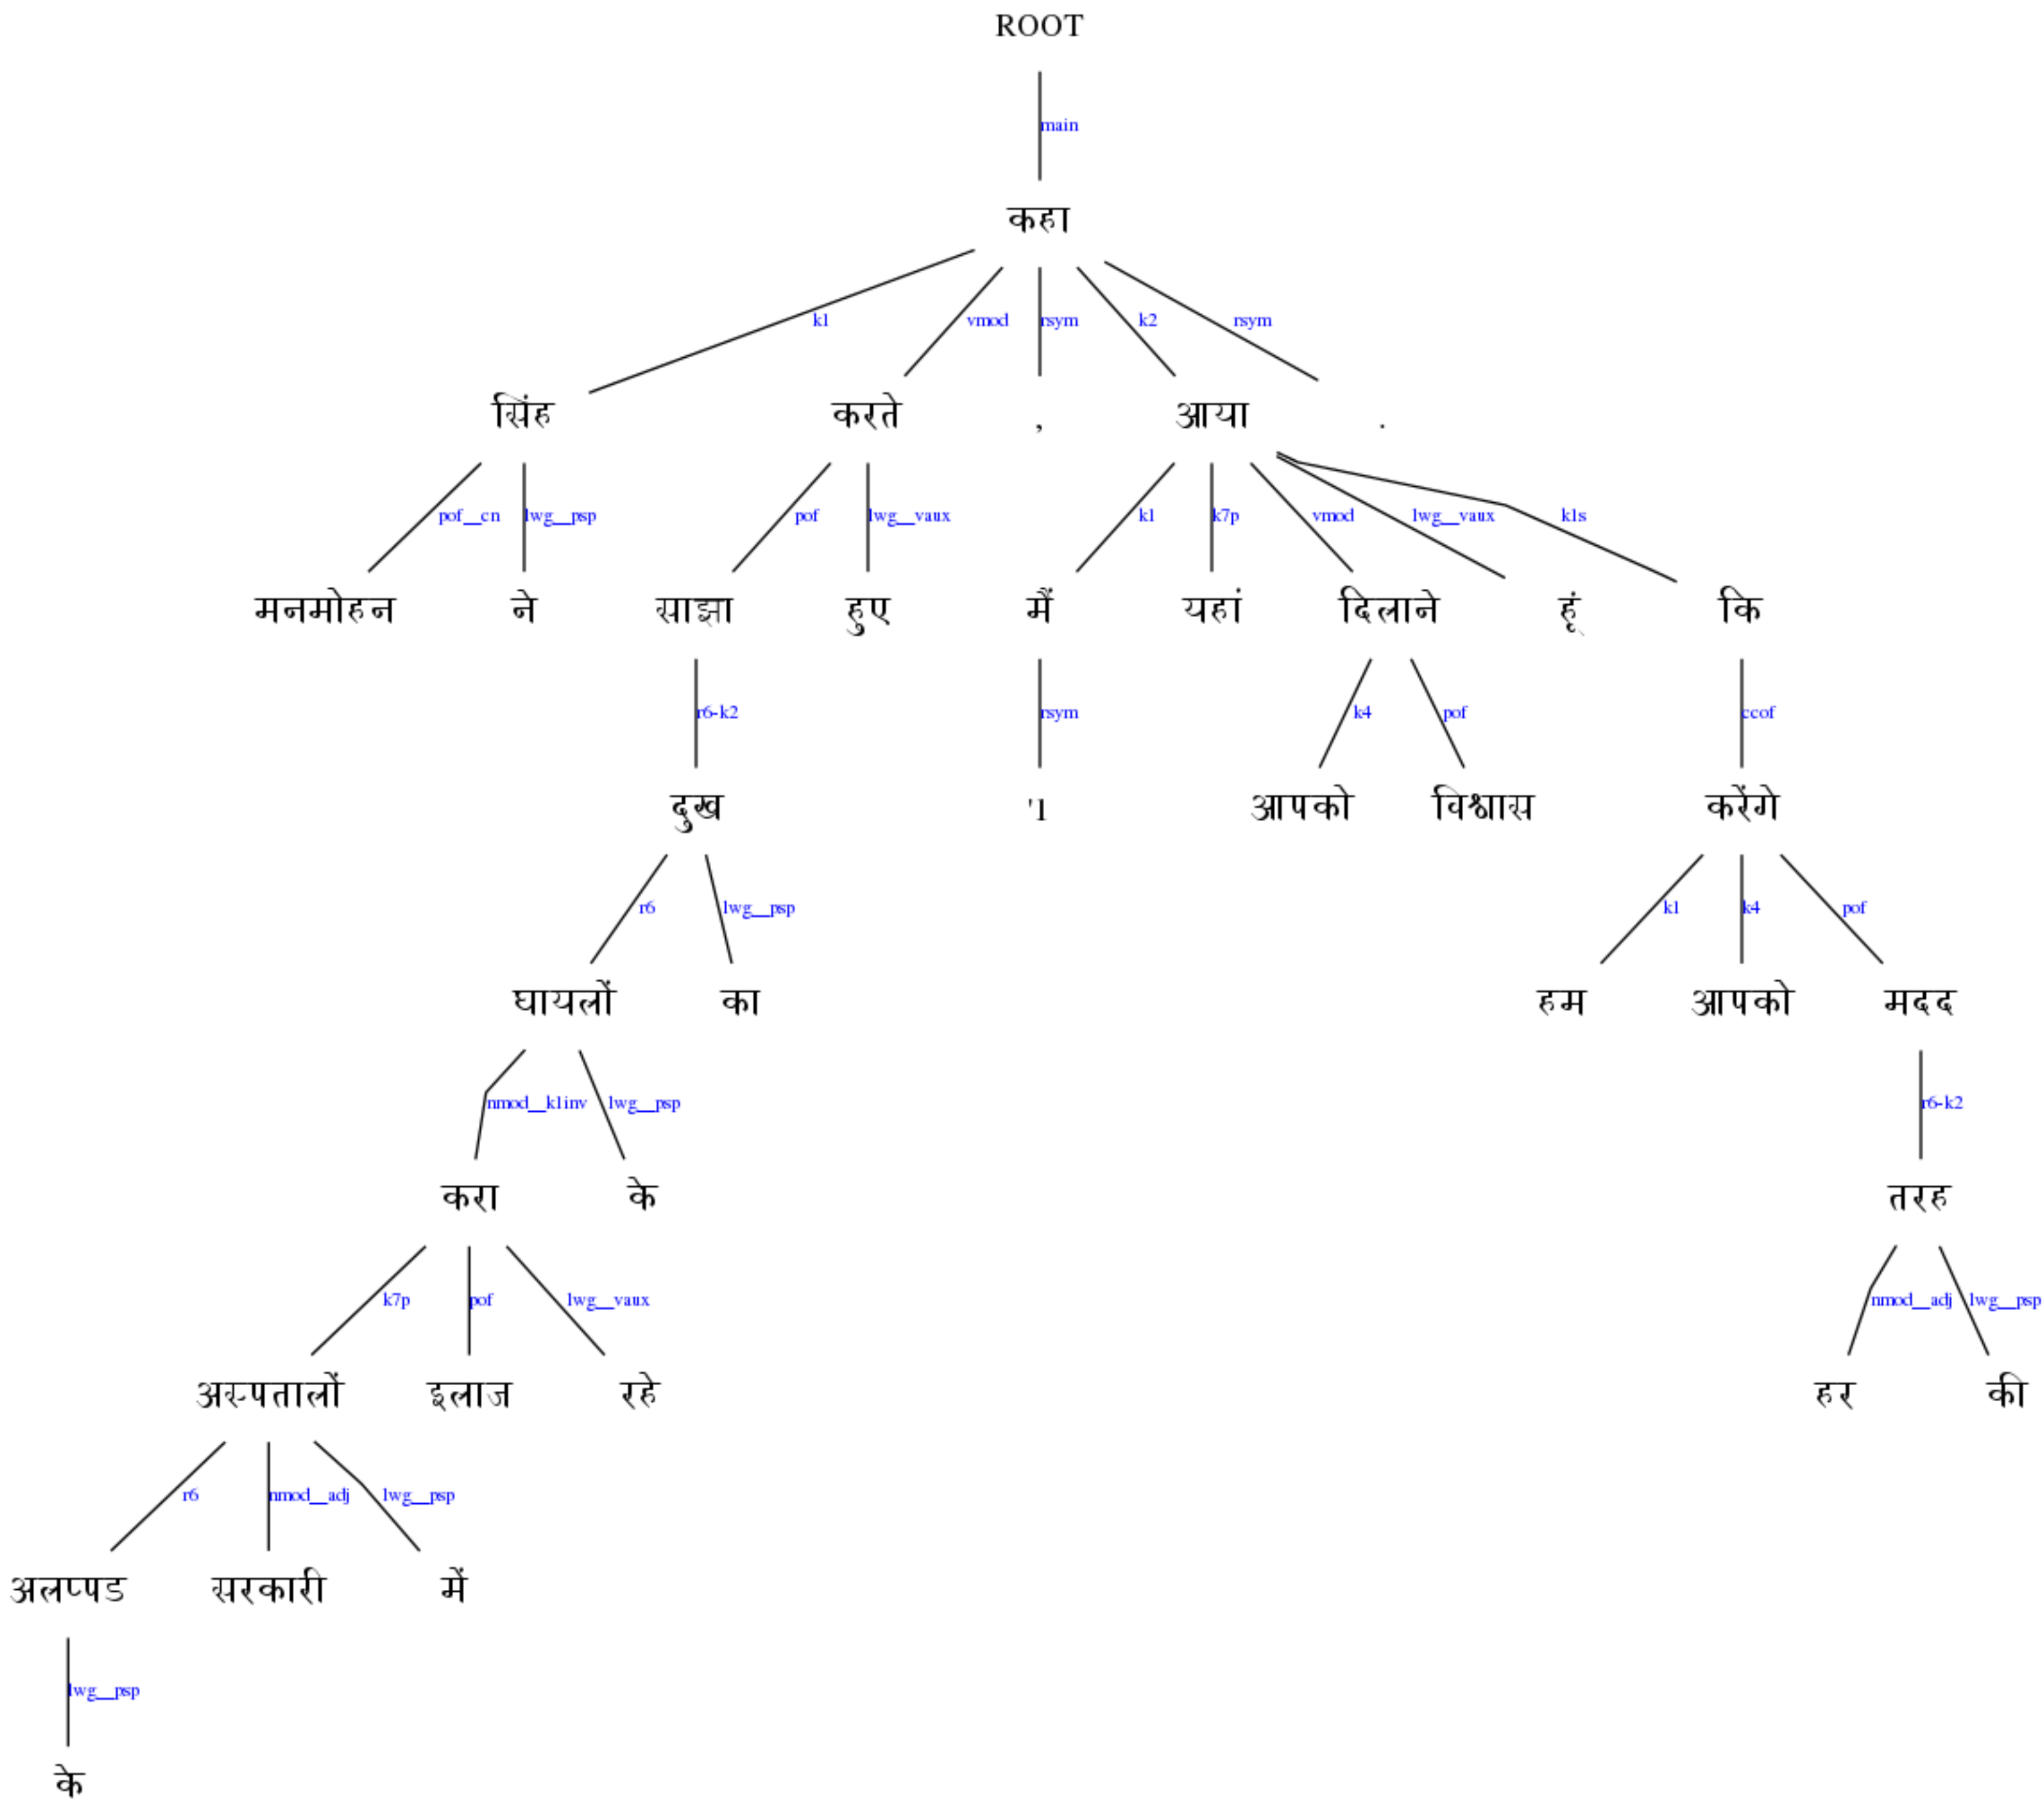 ROOT
main
कहा
k1 vmod rsym k2 rsym
सिंह करते , आया .
pof__cn lwg__psp pof lwg__vaux k1 k7p vmod lwg__vaux k1s
मनमोहन ने साझा हुए मैं यहां दिलाने हूं कि
r6-k2 rsym k4 pof ccof
दुख '1 आपको विश्वास करेंगे
r6 lwg__psp k1 k4 pof
घायलों का हम आपको मदद
nmod__k1inv lwg__psp r6-k2
करा के तरह
k7p pof lwg__vaux nmod__adj lwg__psp
अस्पतालों इलाज रहे हर की
r6 nmod__adj lwg__psp
अलप्पड सरकारी में
lwg__psp
के